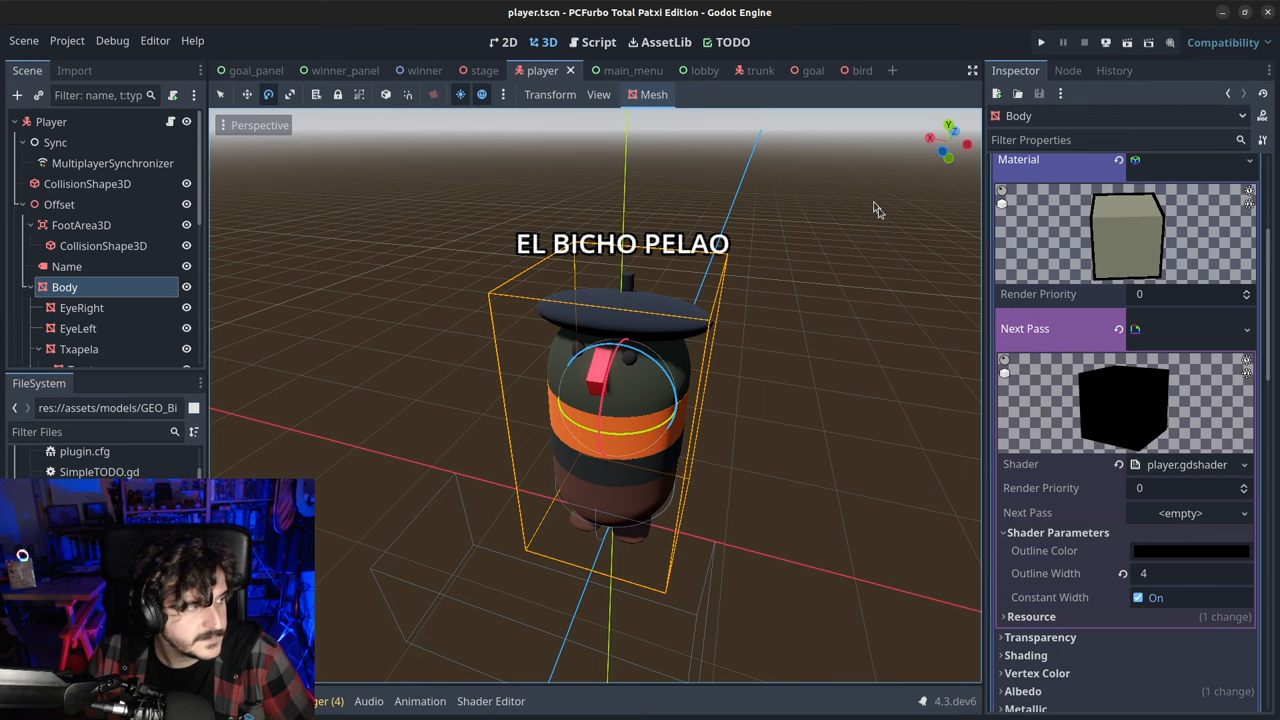 player.tscn - PCFurbo Total Patxi Edition - Godot Engine
Scene Project Debug Editor Help
2D 3D Script AssetLib TODO
Compatibility
Scene Import
goal_panel winner_panel winner stage player main_menu lobby trunk goal bird
Inspector Node History
Filter: name, t:typ
Transform View Mesh
Player
Sync
MultiplayerSynchronizer
CollisionShape3D
Offset
FootArea3D
CollisionShape3D
Name
Body
EyeRight
EyeLeft
Txapela
FileSystem
res://assets/models/GEO_Bi
Filter Files
plugin.cfg
SimpleTODO.gd
Perspective
X
Y
Z
EL BICHO PELAO
ger (4) Audio Animation Shader Editor
4.3.dev6
Body
Filter Properties
Material
Render Priority 0
Next Pass
Shader player.gdshader
Render Priority 0
Next Pass <empty>
Shader Parameters
Outline Color
Outline Width 4
Constant Width On
Resource (1 change)
Transparency
Shading
Vertex Color
Albedo (1 change)
Metallic